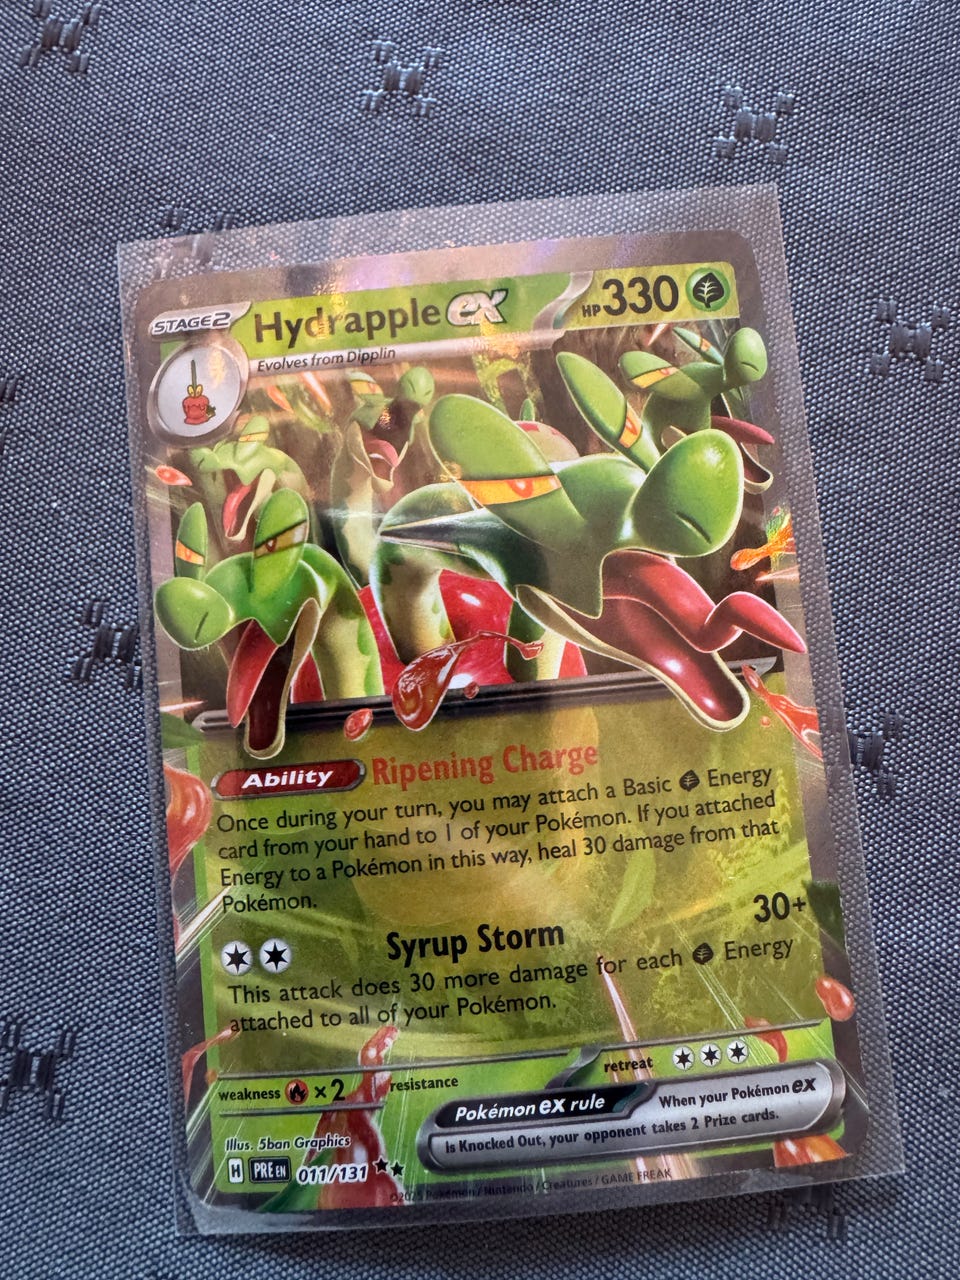 STAGE2 Hydrapple ex HP 330
Evolves from Dipplin
Ability Ripening Charge
Once during your turn, you may attach a Basic Energy
card from your hand to 1 of your Pokémon. If you attached
Energy to a Pokémon in this way, heal 30 damage from that
Pokémon.
Syrup Storm 30+
This attack does 30 more damage for each Energy
attached to all of your Pokémon.
weakness ×2 resistance retreat
Pokémon ex rule When your Pokémon ex
is Knocked Out, your opponent takes 2 Prize cards.
Illus. 5ban Graphics
H PRE EN 011/131
©2025 Pokémon / Nintendo / Creatures / GAME FREAK